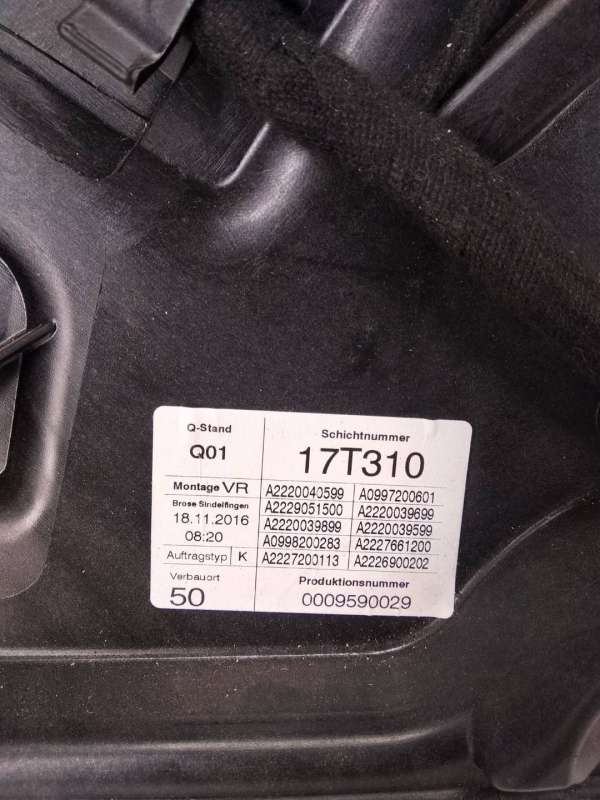 Q-Stand
Q01
Schichtnummer
17T310
Montage VR
Brose Sindelfingen
18.11.2016
08:20
Auftragstyp K
Verbauort
50
A2220040599 A0997200601
A2229051500 A2220039699
A2220039899 A2220039599
A0998200283 A2227661200
A2227200113 A2226900202
Produktionsnummer
0009590029